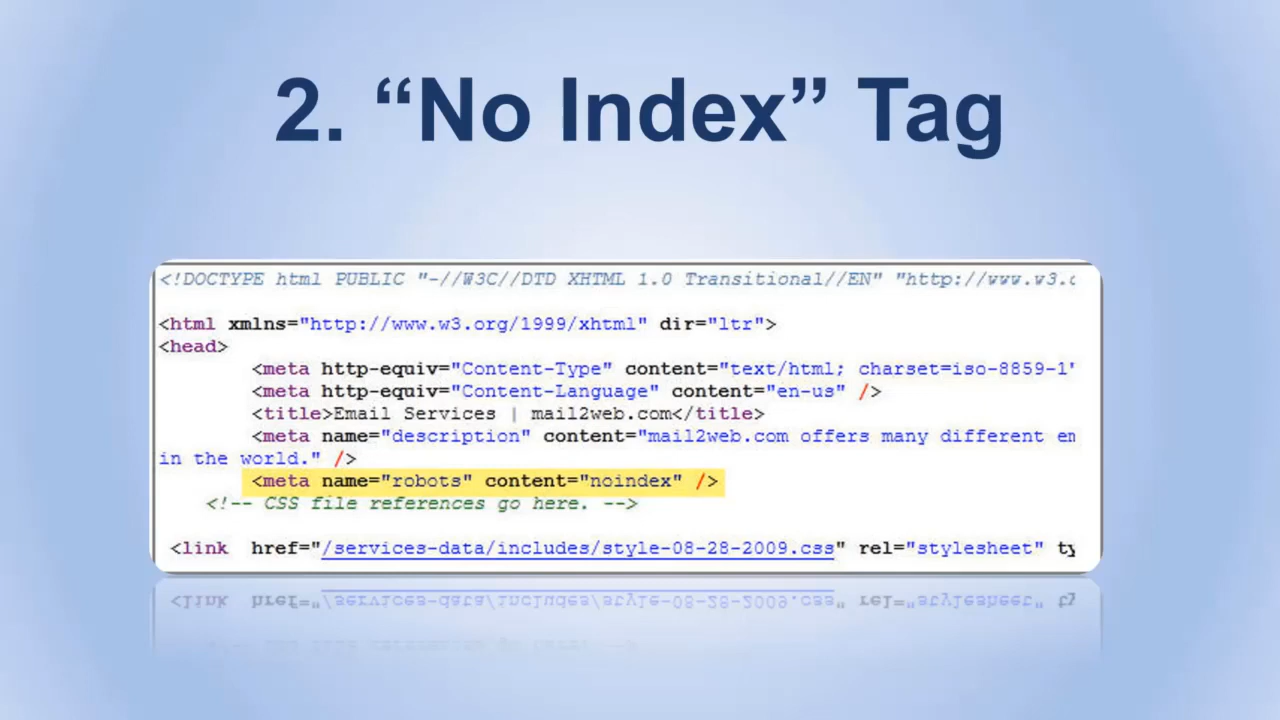 2. “No Index” Tag
<!DOCTYPE html PUBLIC "-//W3C//DTD XHTML 1.0 Transitional//EN" "http://www.w3.
<html xmlns="http://www.w3.org/1999/xhtml" dir="ltr">
<head>
<meta http-equiv="Content-Type" content="text/html; charset=iso-8859-1"
<meta http-equiv="Content-Language" content="en-us" />
<title>Email Services | mail2web.com</title>
<meta name="description" content="mail2web.com offers many different em
in the world." />
<meta name="robots" content="noindex" />
<!-- CSS file references go here. -->
<link href="/services-data/includes/style-08-28-2009.css" rel="stylesheet" ty